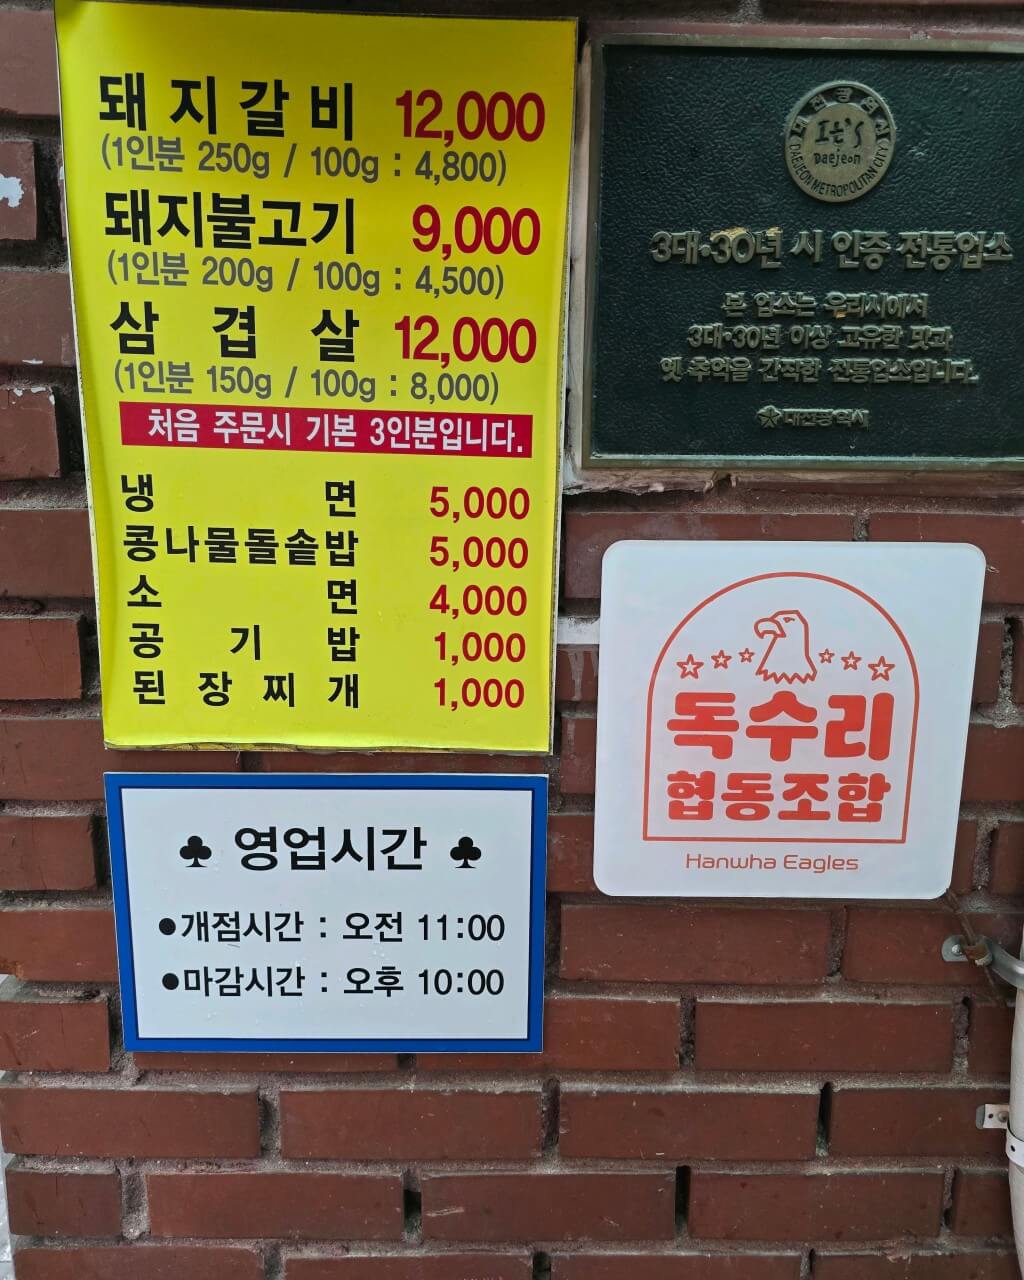 돼지갈비 12,000
(1인분 250g / 100g : 4,800)
돼지불고기 9,000
(1인분 200g / 100g : 4,500)
삼겹살 12,000
(1인분 150g / 100g : 8,000)
처음 주문시 기본 3인분입니다.
냉면 5,000
콩나물돌솥밥 5,000
소면 4,000
공기밥 1,000
된장찌개 1,000
♣ 영업시간 ♣
●개점시간 : 오전 11:00
●마감시간 : 오후 10:00
대전광역시
It's
Daejeon
DAEJEON METROPOLITAN CITY
3대·30년 시 인증 전통업소
본 업소는 우리시에서
3대·30년 이상 고유한 맛과
옛 추억을 간직한 전통업소입니다.
대전광역시
독수리
협동조합
Hanwha Eagles